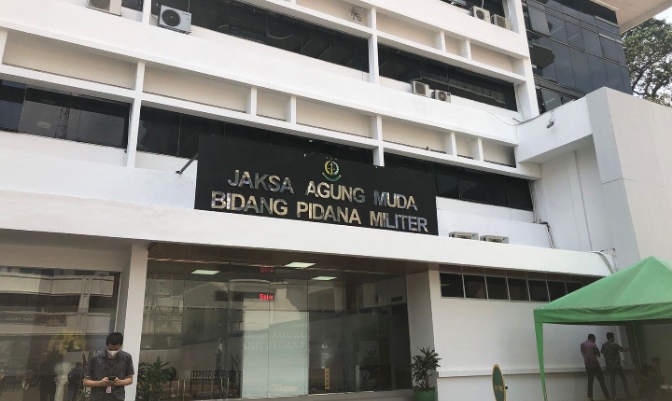 JAKSA AGUNG MUDA
BIDANG PIDANA MILITER